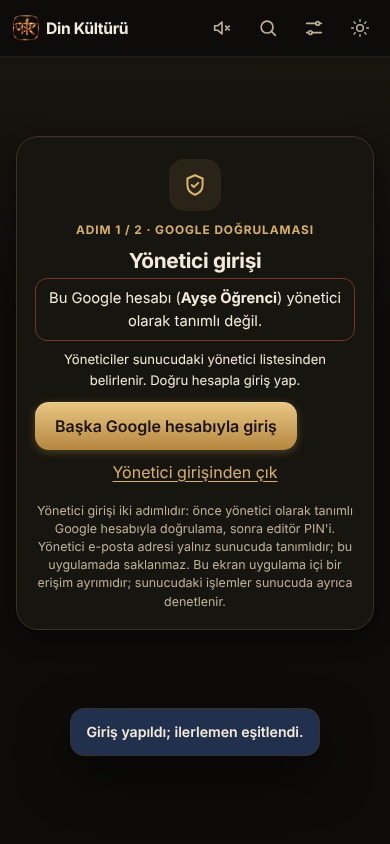 Din Kültürü
ADIM 1 / 2 · GOOGLE DOĞRULAMASI
Yönetici girişi
Bu Google hesabı (Ayşe Öğrenci) yönetici
olarak tanımlı değil.
Yöneticiler sunucudaki yönetici listesinden
belirlenir. Doğru hesapla giriş yap.
Başka Google hesabıyla giriş
Yönetici girişinden çık
Yönetici girişi iki adımlıdır: önce yönetici olarak tanımlı
Google hesabıyla doğrulama, sonra editör PIN'i.
Yönetici e-posta adresi yalnız sunucuda tanımlıdır; bu
uygulamada saklanmaz. Bu ekran uygulama içi bir
erişim ayrımıdır; sunucudaki işlemler sunucuda ayrıca
denetlenir.
Giriş yapıldı; ilerlemen eşitlendi.